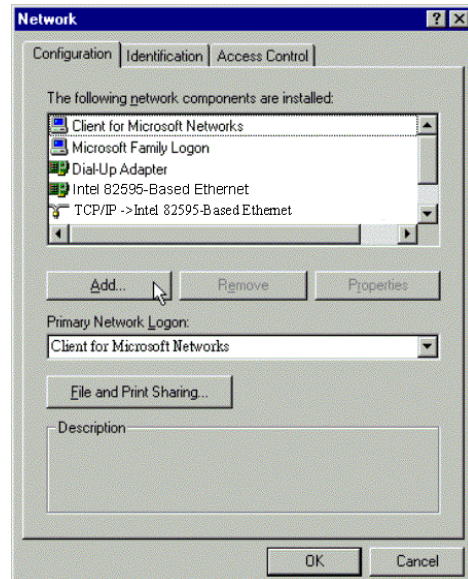 Network
Configuration Identification Access Control
The following network components are installed:
Client for Microsoft Networks
Microsoft Family Logon
Dial-Up Adapter
Intel 82595-Based Ethernet
TCP/IP ->Intel 82595-Based Ethernet
Add... Remove Properties
Primary Network Logon:
Client for Microsoft Networks
File and Print Sharing...
Description
OK Cancel